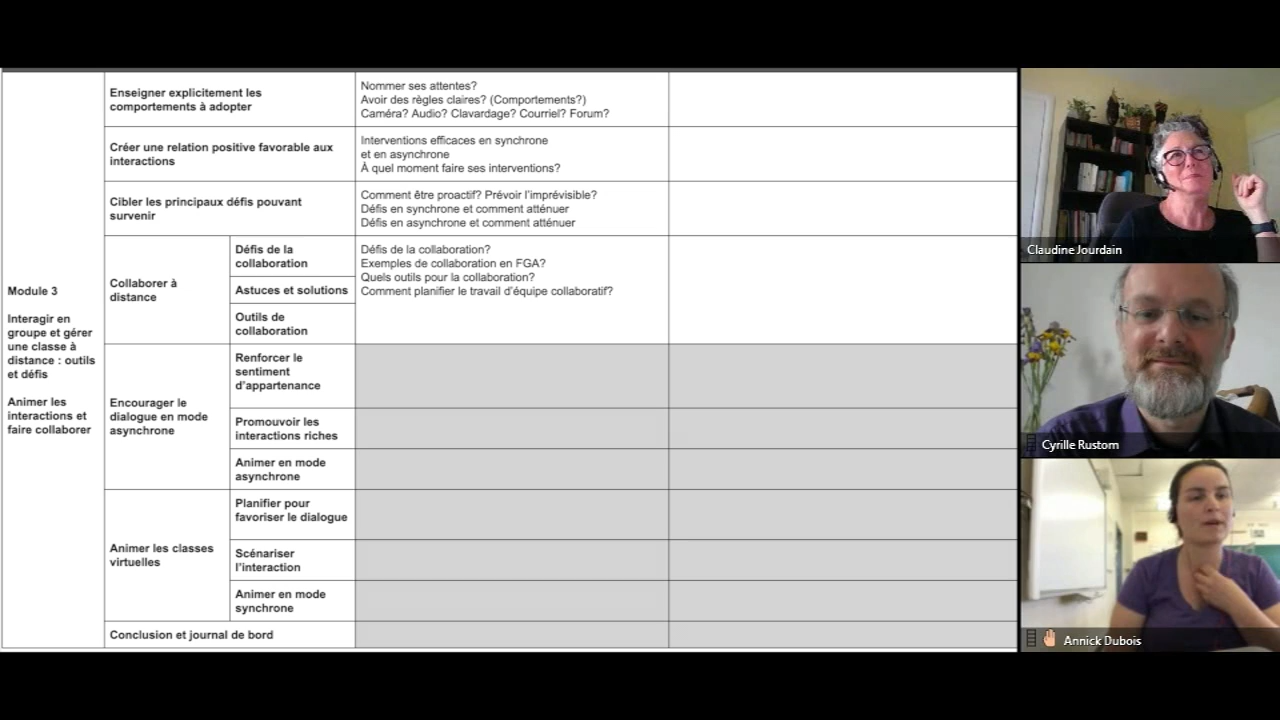 Module 3
Interagir en
groupe et gérer
une classe à
distance : outils
et défis
Animer les
interactions et
faire collaborer
Enseigner explicitement les
comportements à adopter
Nommer ses attentes?
Avoir des règles claires? (Comportements?)
Caméra? Audio? Clavardage? Courriel? Forum?
Créer une relation positive favorable aux
interactions
Interventions efficaces en synchrone
et en asynchrone
À quel moment faire ses interventions?
Cibler les principaux défis pouvant
survenir
Comment être proactif? Prévoir l'imprévisible?
Défis en synchrone et comment atténuer
Défis en asynchrone et comment atténuer
Collaborer à
distance
Défis de la
collaboration
Astuces et solutions
Outils de
collaboration
Défis de la collaboration?
Exemples de collaboration en FGA?
Quels outils pour la collaboration?
Comment planifier le travail d'équipe collaboratif?
Encourager le
dialogue en mode
asynchrone
Renforcer le
sentiment
d'appartenance
Promouvoir les
interactions riches
Animer en mode
asynchrone
Animer les classes
virtuelles
Planifier pour
favoriser le dialogue
Scénariser
l'interaction
Animer en mode
synchrone
Conclusion et journal de bord
Claudine Jourdain
Cyrille Rustom
Annick Dubois